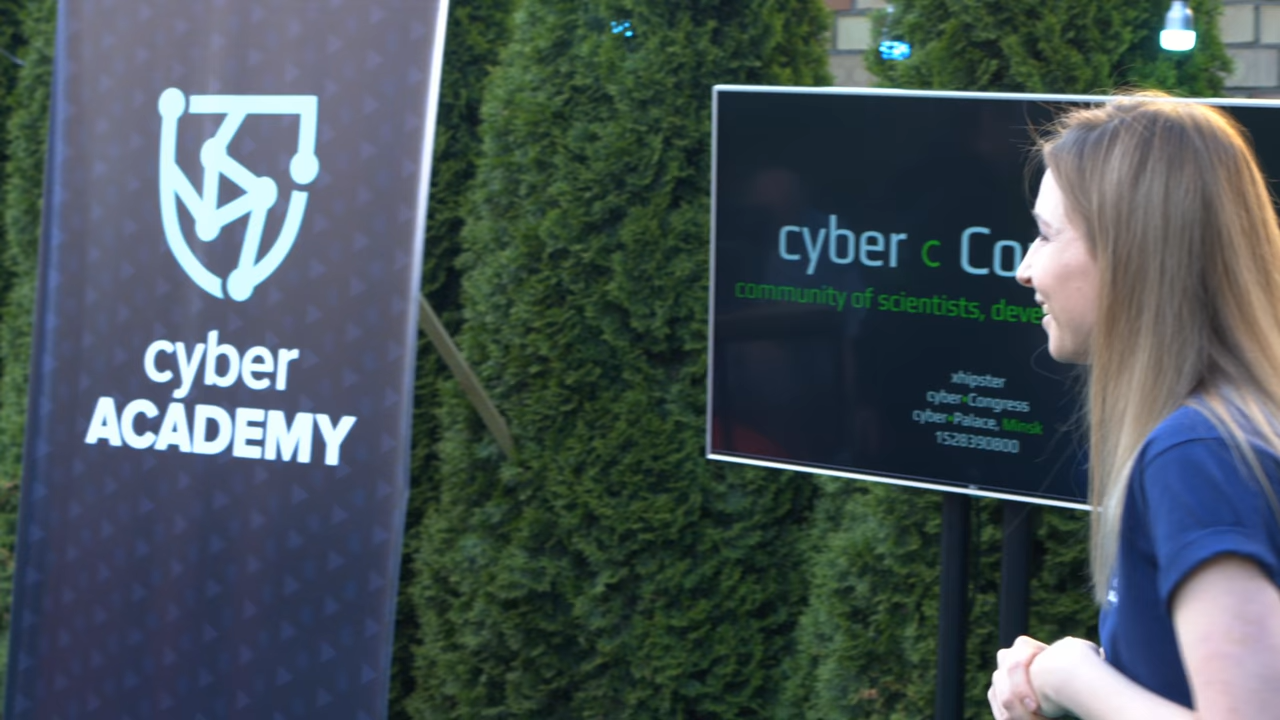 cyber
ACADEMY
cyber c Co
community of scientists, deve
xhipster
cyber•Congress
cyber•Palace, Minsk
1528390800